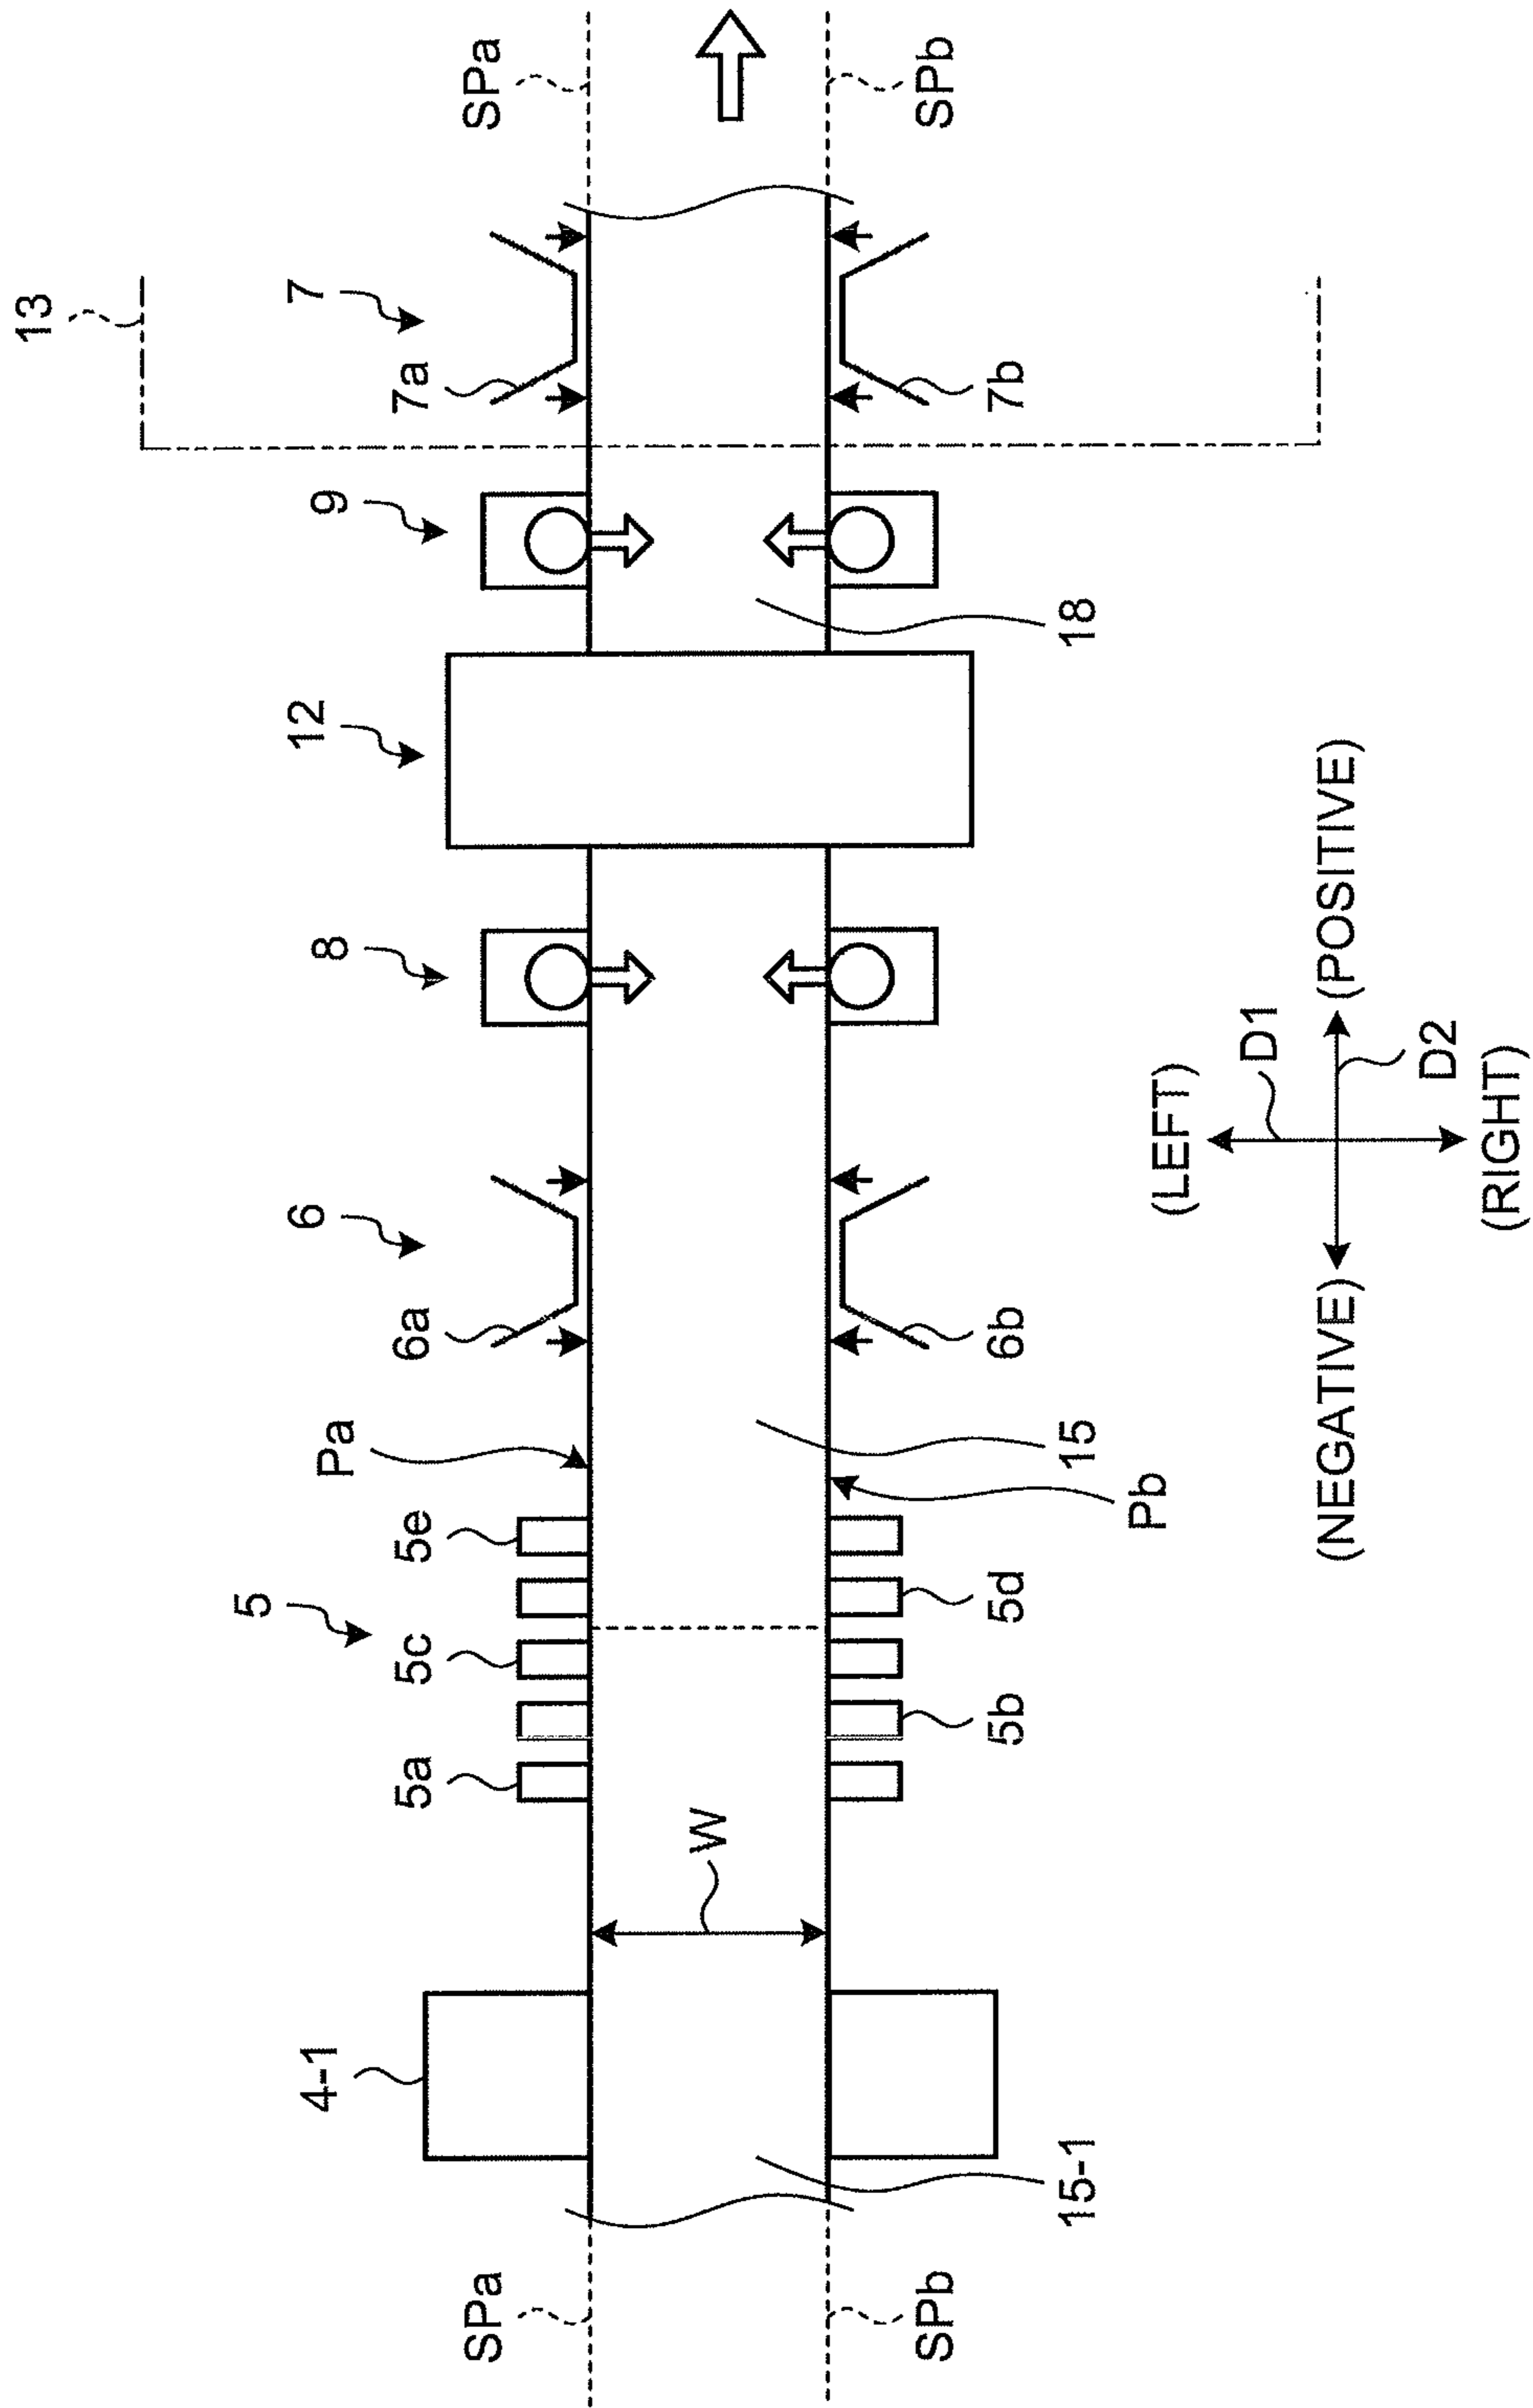 13
7
SPa
7a
9
12
8
6
6a
Pa
5e
5
5c
5a
4-1
SPa
SPb
7b
18
6b
15
Pb
5d
5b
W
15-1
SPb
(LEFT)
D1
(NEGATIVE)
(POSITIVE)
D2
(RIGHT)